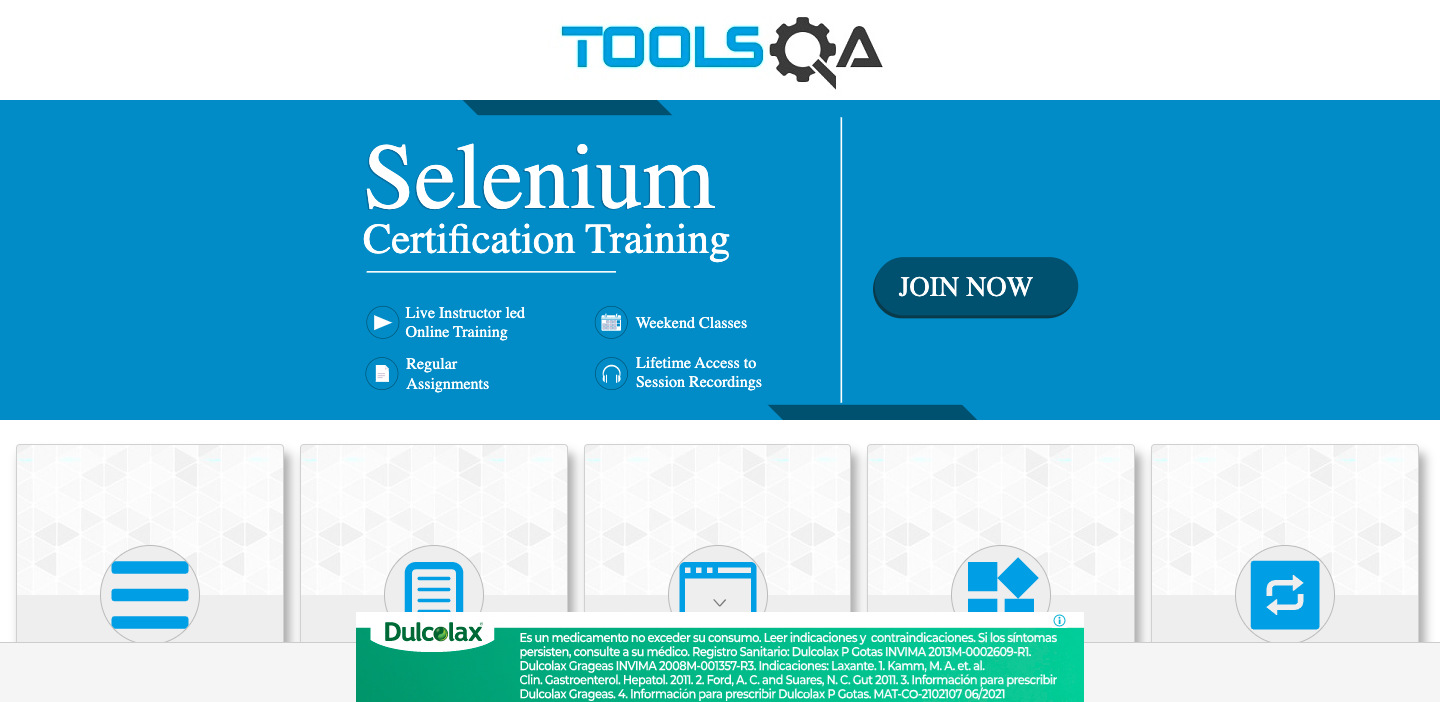 TOOLSQA
Selenium
Certification Training
Live Instructor led
Online Training
Weekend Classes
Regular
Assignments
Lifetime Access to
Session Recordings
JOIN NOW
Dulcolax
Es un medicamento no exceder su consumo. Leer indicaciones y contraindicaciones. Si los síntomas
persisten, consulte a su médico. Registro Sanitario: Dulcolax P Gotas INVIMA 2013M-0002609-R1.
Dulcolax Grageas INVIMA 2008M-001357-R3. Indicaciones: Laxante. 1. Kamm, M. A. et. al.
Clin. Gastroenterol. Hepatol. 2011. 2. Ford, A. C. and Suares, N. C. Gut 2011. 3. Información para prescribir
Dulcolax Grageas. 4. Información para prescribir Dulcolax P Gotas. MAT-CO-2102107 06/2021